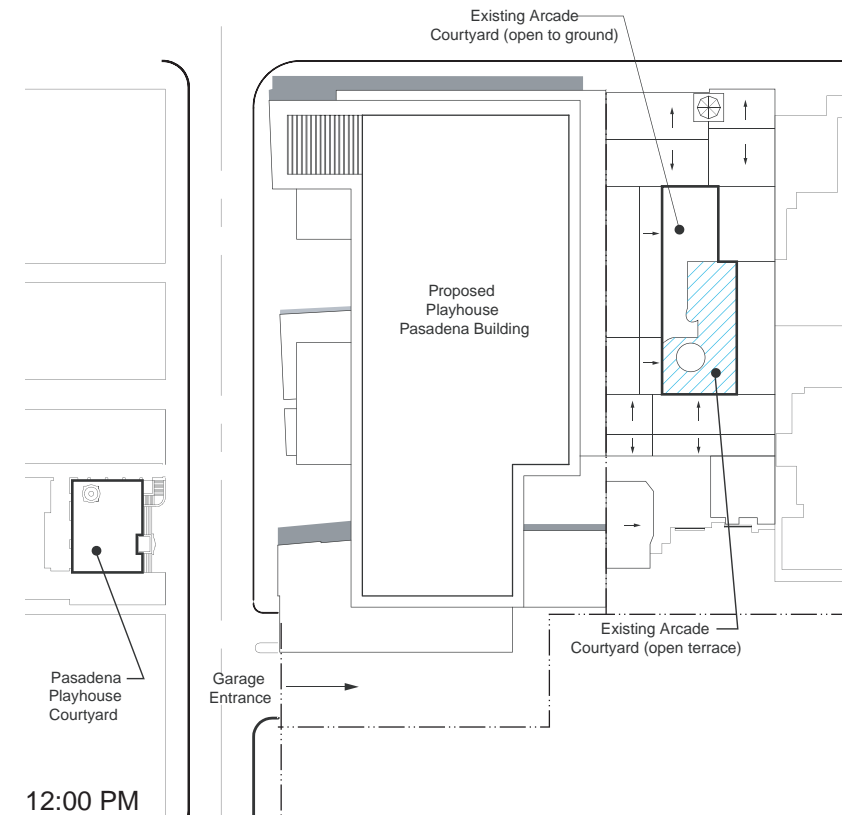 Existing Arcade
Courtyard (open to ground)
Proposed
Playhouse
Pasadena Building
Existing Arcade
Courtyard (open terrace)
Pasadena
Playhouse
Courtyard
Garage
Entrance
12:00 PM